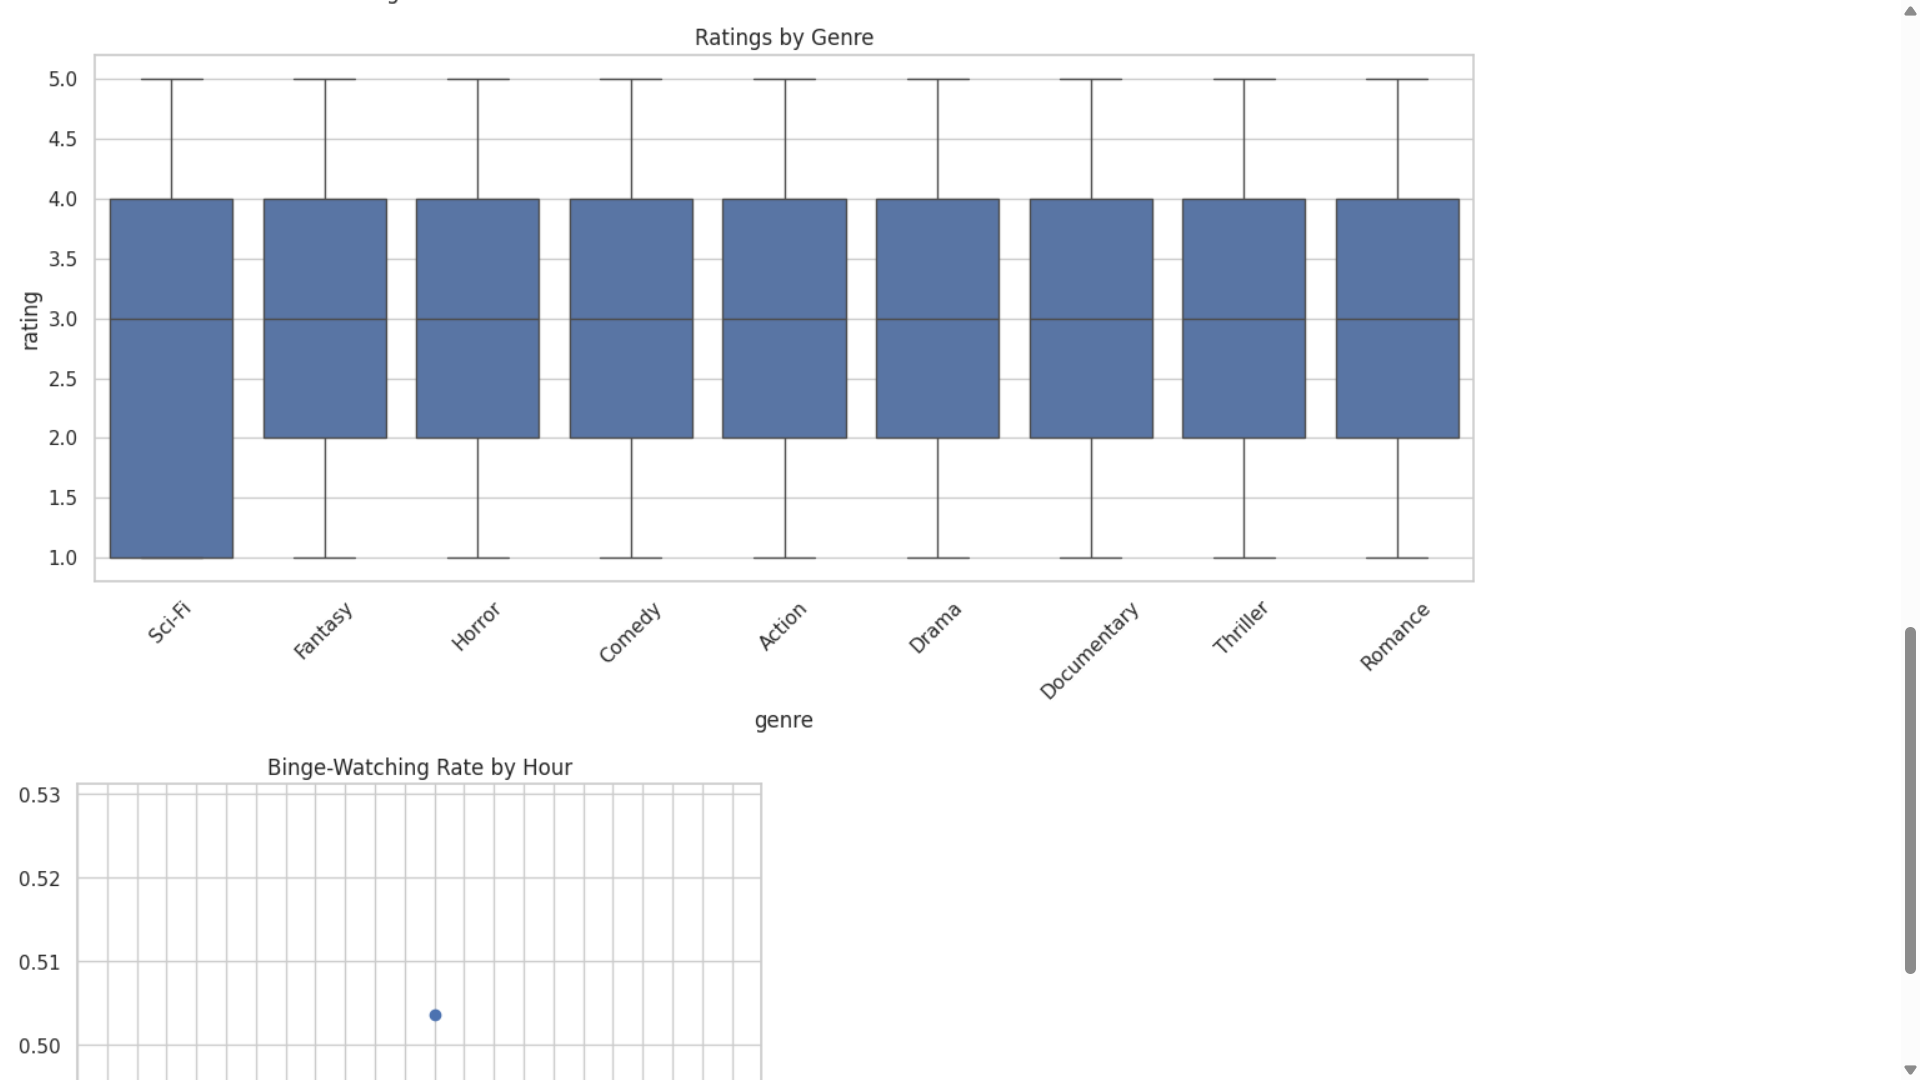 Ratings by Genre
5.0
4.5
4.0
3.5
3.0
2.5
2.0
1.5
1.0
rating
Sci-Fi
Fantasy
Horror
Comedy
Action
Drama
Documentary
Thriller
Romance
genre
Binge-Watching Rate by Hour
0.53
0.52
0.51
0.50